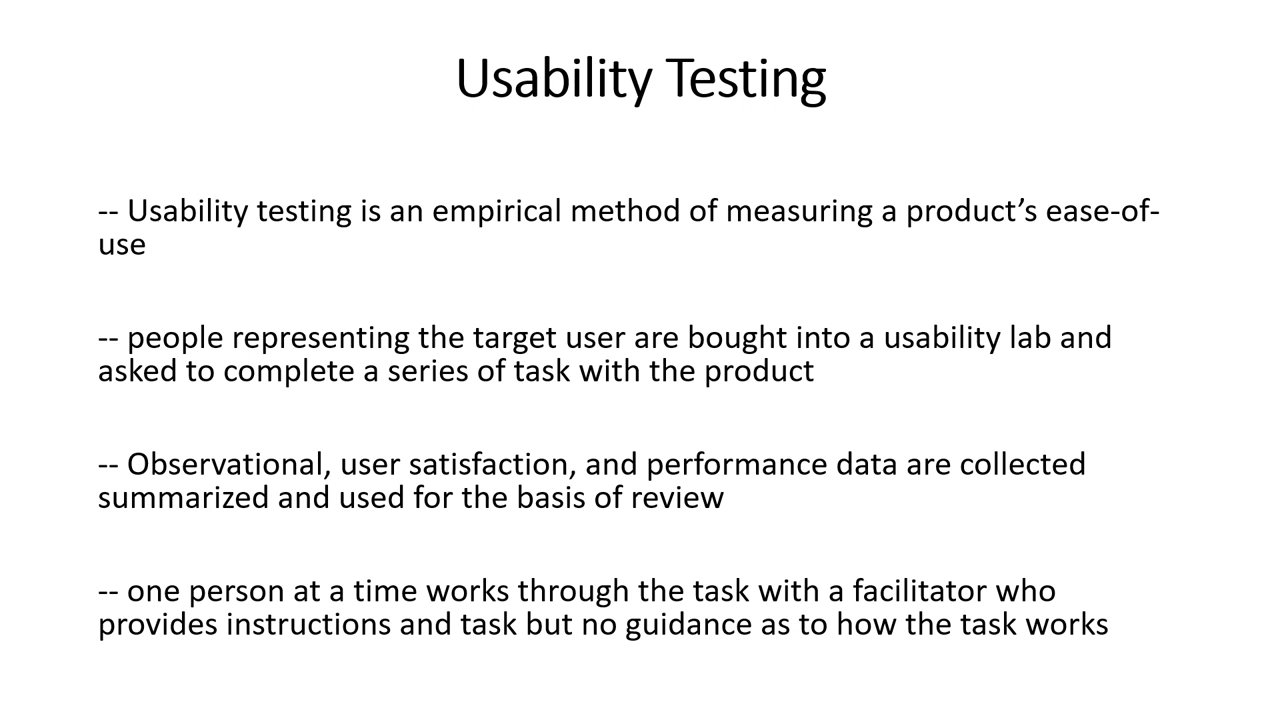 Usability Testing
-- Usability testing is an empirical method of measuring a product’s ease-of-
use
-- people representing the target user are bought into a usability lab and
asked to complete a series of task with the product
-- Observational, user satisfaction, and performance data are collected
summarized and used for the basis of review
-- one person at a time works through the task with a facilitator who
provides instructions and task but no guidance as to how the task works